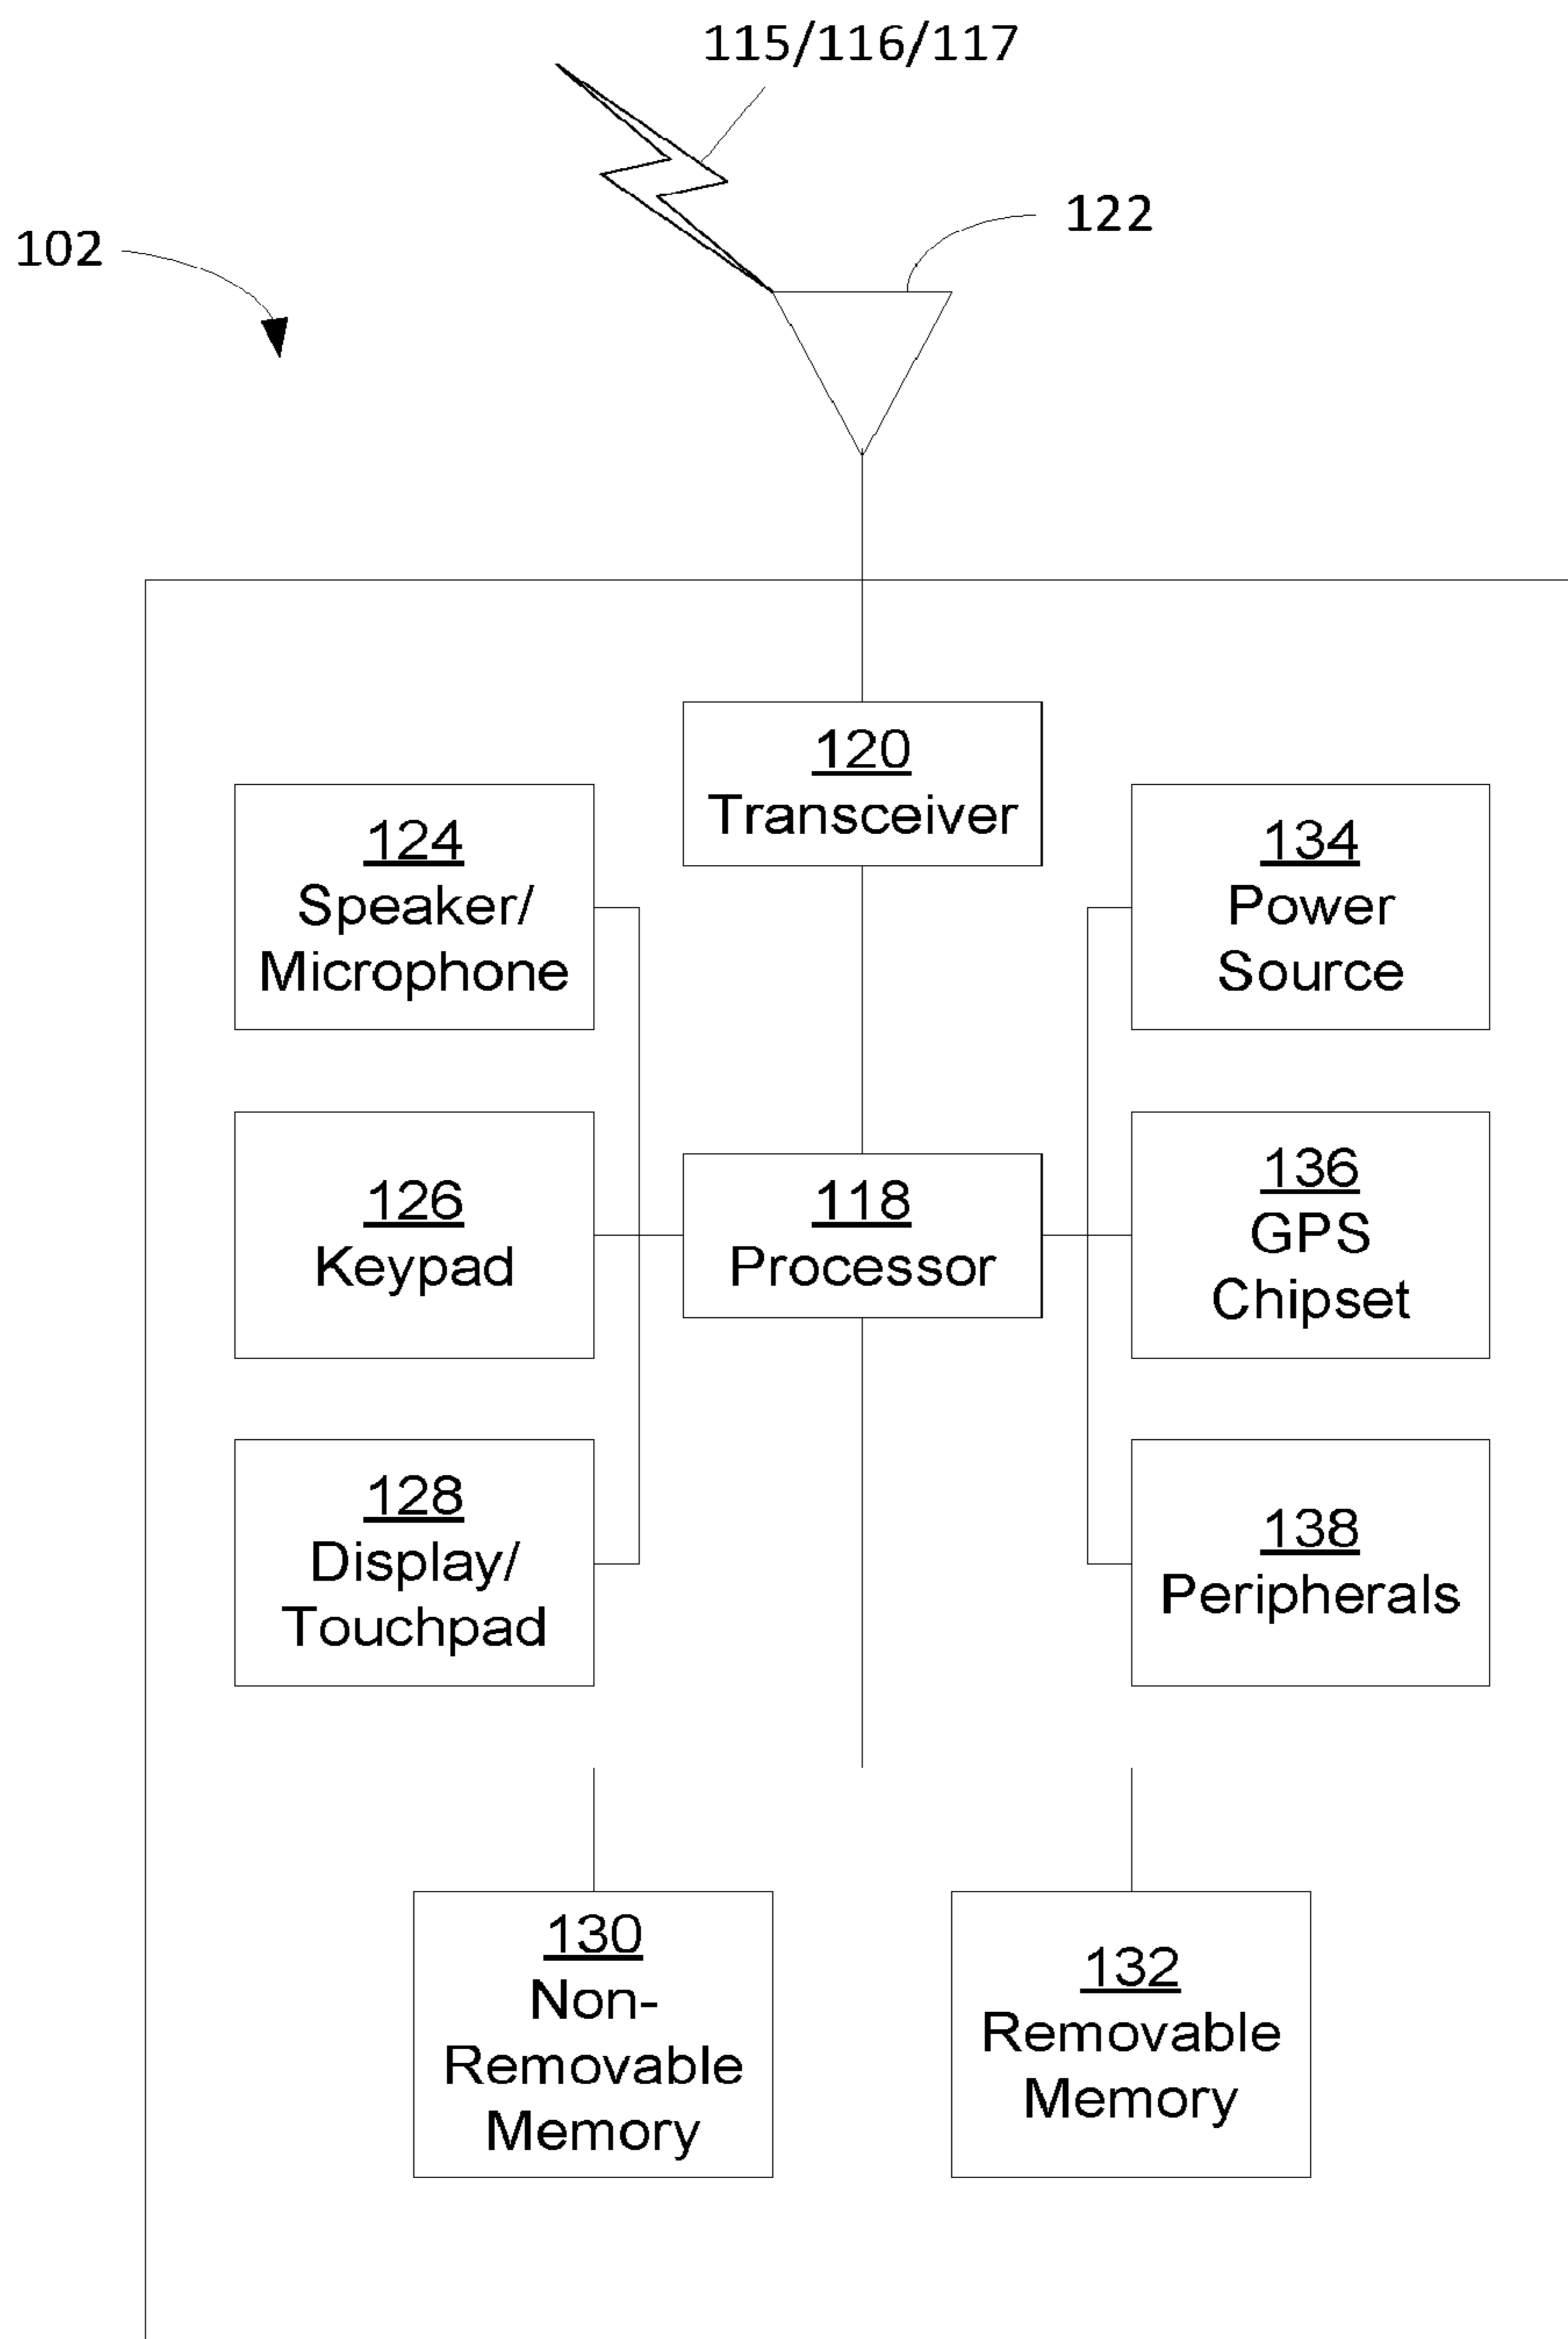 115/116/117
122
102
120
Transceiver
124
Speaker/
Microphone
134
Power
Source
126
Keypad
118
Processor
136
GPS
Chipset
128
Display/
Touchpad
138
Peripherals
130
Non-
Removable
Memory
132
Removable
Memory